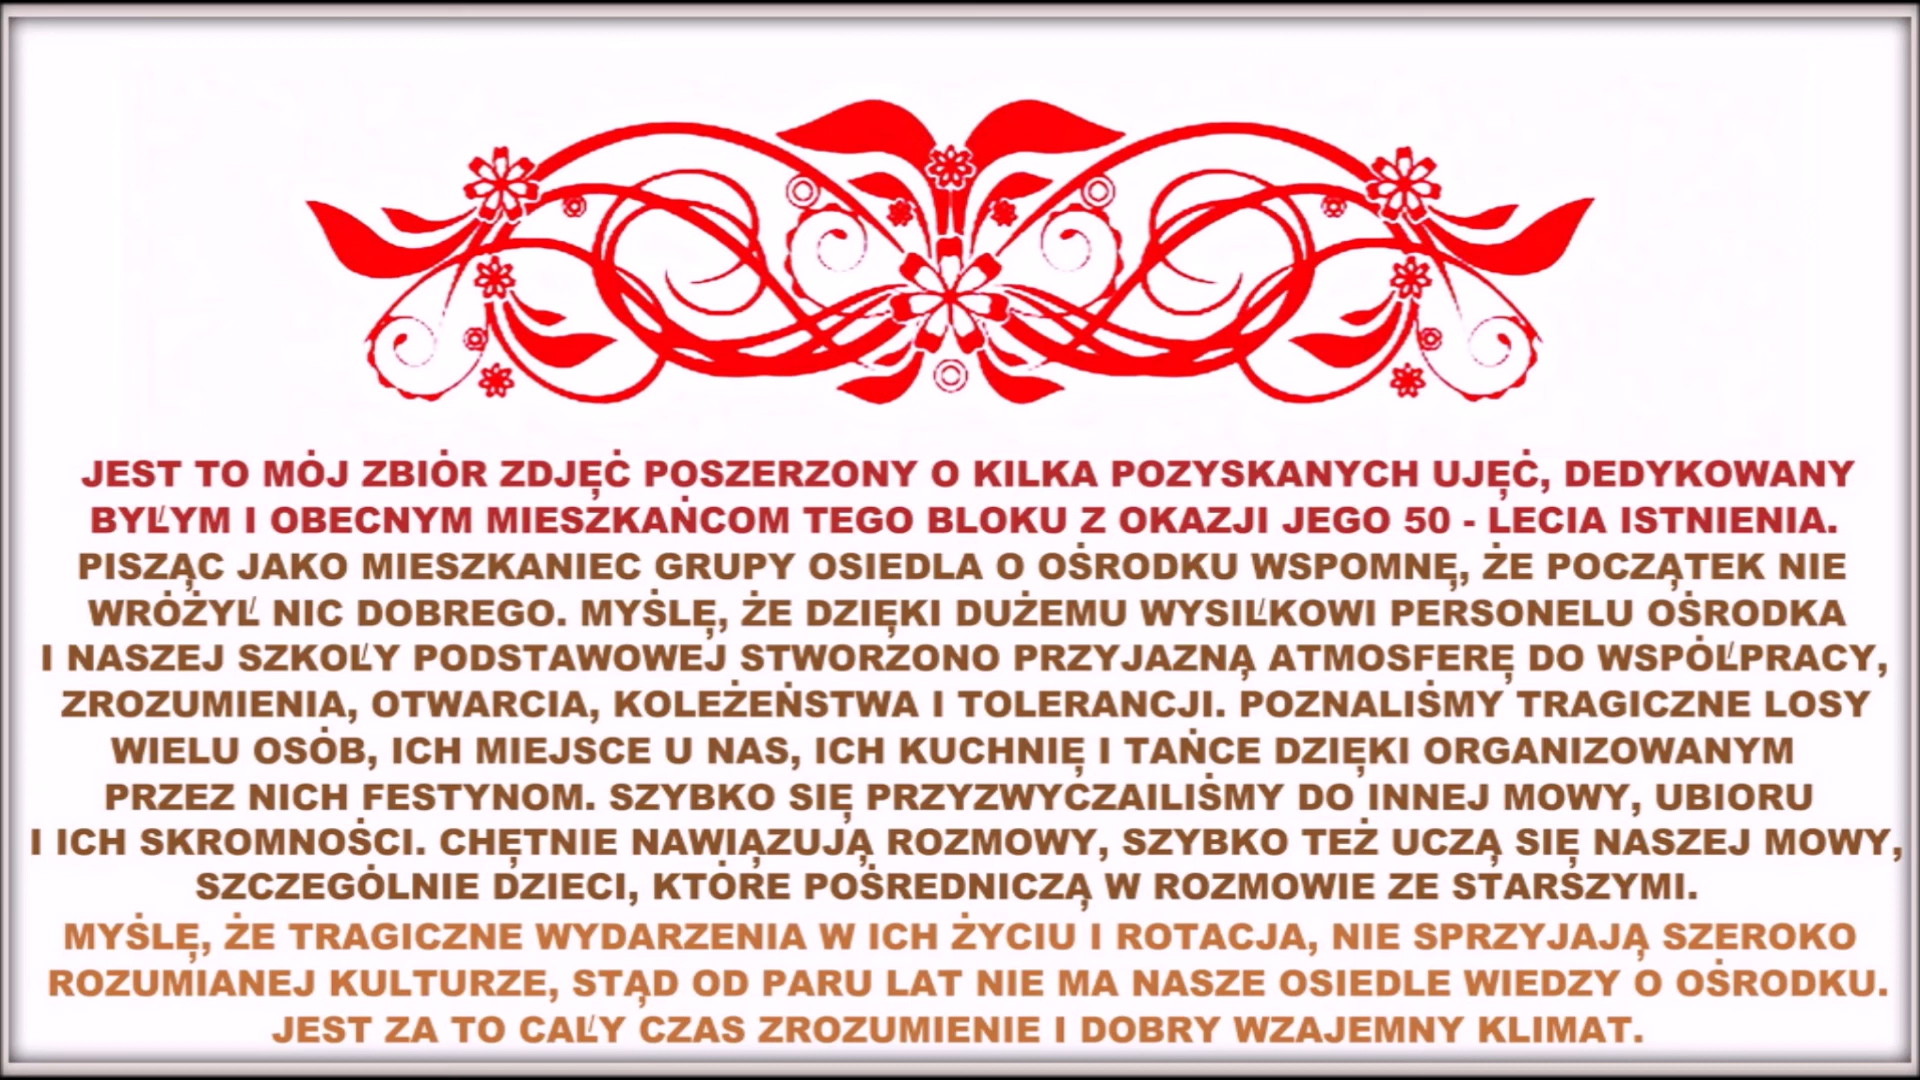 JEST TO MÓJ ZBIÓR ZDJĘĆ POSZERZONY O KILKA POZYSKANYCH UJĘĆ, DEDYKOWANY
BYŁYM I OBECNYM MIESZKAŃCOM TEGO BLOKU Z OKAZJI JEGO 50 - LECIA ISTNIENIA.
PISZĄC JAKO MIESZKANIEC GRUPY OSIEDLA O OŚRODKU WSPOMNĘ, ŻE POCZĄTEK NIE
WRÓŻYŁ NIC DOBREGO. MYŚLĘ, ŻE DZIĘKI DUŻEMU WYSIŁKOWI PERSONELU OŚRODKA
I NASZEJ SZKOŁY PODSTAWOWEJ STWORZONO PRZYJAZNĄ ATMOSFERĘ DO WSPÓŁPRACY,
ZROZUMIENIA, OTWARCIA, KOLEŻEŃSTWA I TOLERANCJI. POZNALIŚMY TRAGICZNE LOSY
WIELU OSÓB, ICH MIEJSCE U NAS, ICH KUCHNIĘ I TAŃCE DZIĘKI ORGANIZOWANYM
PRZEZ NICH FESTYNOM. SZYBKO SIĘ PRZYZWYCZAILIŚMY DO INNEJ MOWY, UBIORU
I ICH SKROMNOŚCI. CHĘTNIE NAWIĄZUJĄ ROZMOWY, SZYBKO TEŻ UCZĄ SIĘ NASZEJ MOWY,
SZCZEGÓLNIE DZIECI, KTÓRE POŚREDNICZĄ W ROZMOWIE ZE STARSZYMI.
MYŚLĘ, ŻE TRAGICZNE WYDARZENIA W ICH ŻYCIU I ROTACJA, NIE SPRZYJAJĄ SZEROKO
ROZUMIANEJ KULTURZE, STĄD OD PARU LAT NIE MA NASZE OSIEDLE WIEDZY O OŚRODKU.
JEST ZA TO CAŁY CZAS ZROZUMIENIE I DOBRY WZAJEMNY KLIMAT.